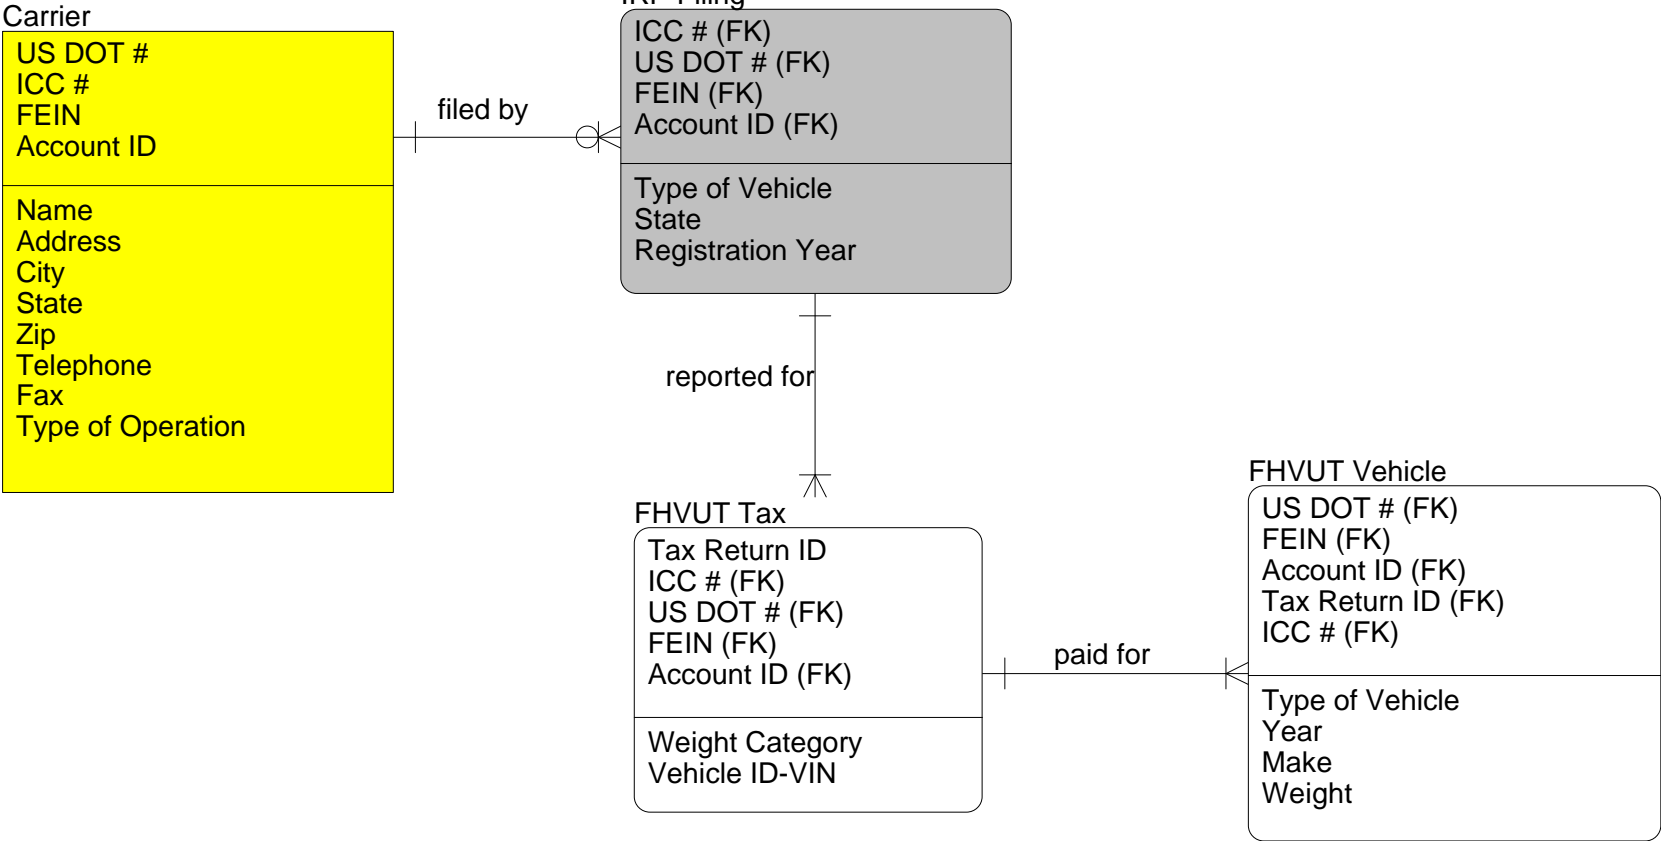 Carrier
US DOT #
ICC #
FEIN
Account ID
Name
Address
City
State
Zip
Telephone
Fax
Type of Operation
filed by
Filing
ICC # (FK)
US DOT # (FK)
FEIN (FK)
Account ID (FK)
Type of Vehicle
State
Registration Year
reported for
FHVUT Tax
Tax Return ID
ICC # (FK)
US DOT # (FK)
FEIN (FK)
Account ID (FK)
Weight Category
Vehicle ID-VIN
paid for
FHVUT Vehicle
US DOT # (FK)
FEIN (FK)
Account ID (FK)
Tax Return ID (FK)
ICC # (FK)
Type of Vehicle
Year
Make
Weight